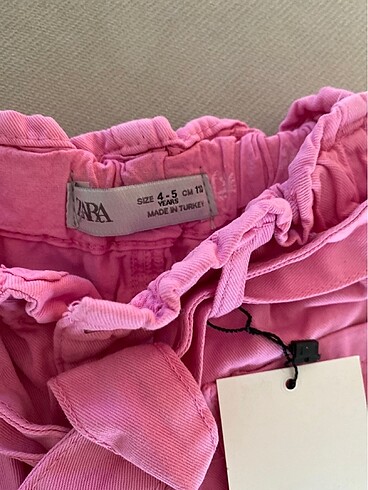 ZARA
SIZE 4-5 CM 110
YEARS
MADE IN TURKEY